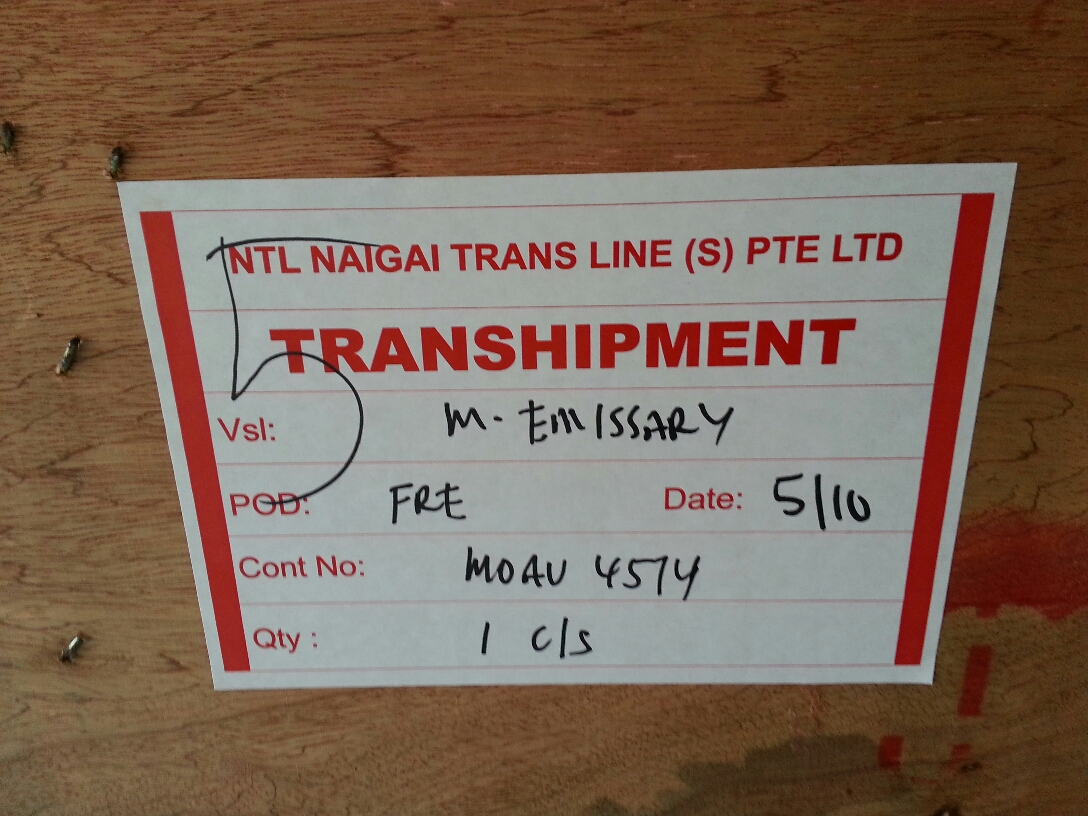 5
NTL NAIGAI TRANS LINE (S) PTE LTD
TRANSHIPMENT
Vsl: M- EMISSARY
POD: FRE Date: 5/10
Cont No: MOAU 4574
Qty : 1 c/s